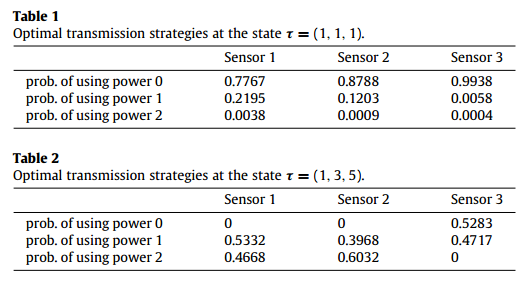 Table 1
Optimal transmission strategies at the state τ = (1, 1, 1).
Sensor 1 Sensor 2 Sensor 3
prob. of using power 0 0.7767 0.8788 0.9938
prob. of using power 1 0.2195 0.1203 0.0058
prob. of using power 2 0.0038 0.0009 0.0004
Table 2
Optimal transmission strategies at the state τ = (1, 3, 5).
Sensor 1 Sensor 2 Sensor 3
prob. of using power 0 0 0 0.5283
prob. of using power 1 0.5332 0.3968 0.4717
prob. of using power 2 0.4668 0.6032 0